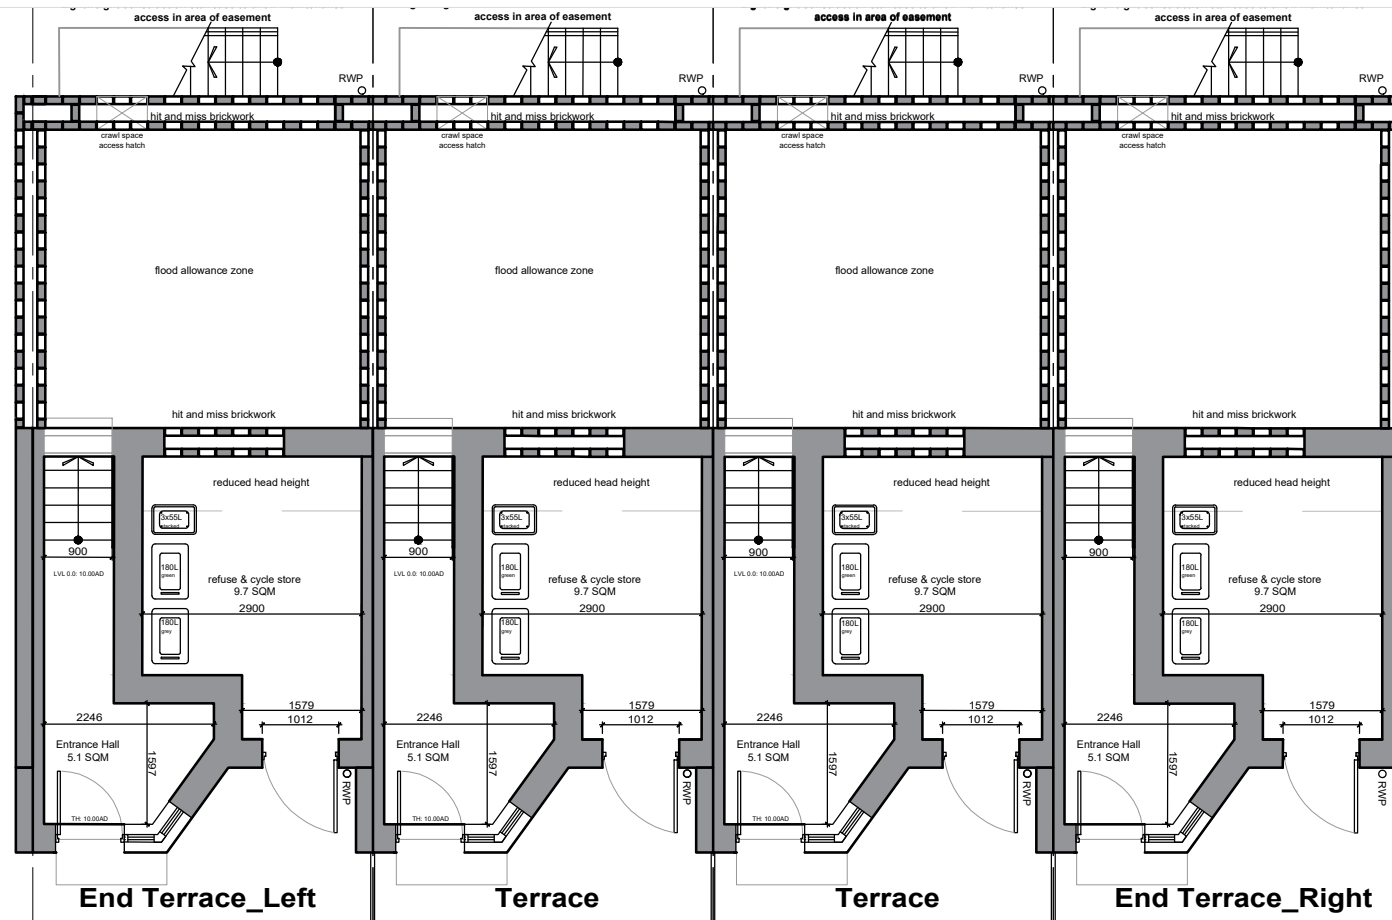 access in area of easement
access in area of easement
access in area of easement
access in area of easement
RWP
RWP
RWP
RWP
hit and miss brickwork
hit and miss brickwork
hit and miss brickwork
hit and miss brickwork
crawl space
access hatch
crawl space
access hatch
crawl space
access hatch
crawl space
access hatch
flood allowance zone
flood allowance zone
flood allowance zone
hit and miss brickwork
hit and miss brickwork
hit and miss brickwork
hit and miss brickwork
reduced head height
reduced head height
reduced head height
reduced head height
3x55L
stacked
3x55L
stacked
3x55L
stacked
3x55L
stacked
900
900
900
900
LVL 0.0: 10.00AD
LVL 0.0: 10.00AD
LVL 0.0: 10.00AD
180L
green
180L
green
180L
green
180L
green
refuse & cycle store
9.7 SQM
refuse & cycle store
9.7 SQM
refuse & cycle store
9.7 SQM
refuse & cycle store
9.7 SQM
2900
2900
2900
2900
180L
grey
180L
grey
180L
grey
180L
grey
1579
1579
1579
1579
2246
1012
2246
1012
2246
1012
2246
1012
Entrance Hall
5.1 SQM
Entrance Hall
5.1 SQM
Entrance Hall
5.1 SQM
Entrance Hall
5.1 SQM
1597
1597
1597
1597
RWP
RWP
RWP
RWP
TH: 10.00AD
TH: 10.00AD
TH: 10.00AD
End Terrace_Left
Terrace
Terrace
End Terrace_Right